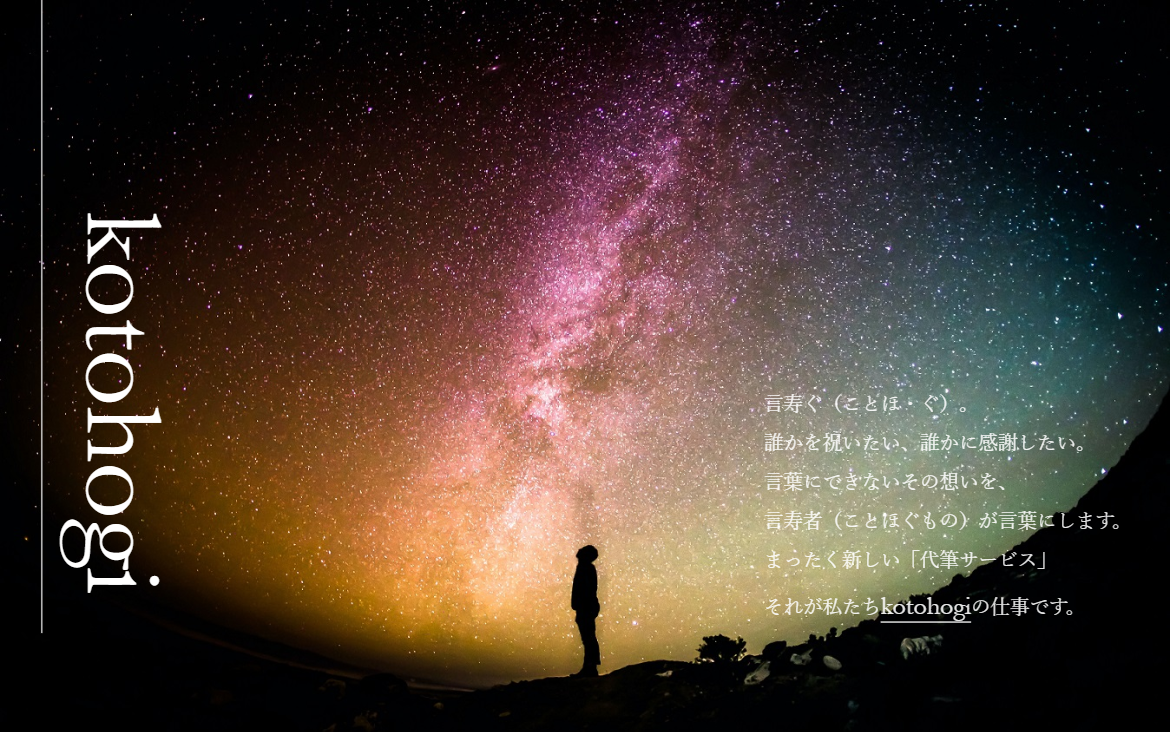 kotohogi
言寿ぐ（ことほ・ぐ）。
誰かを祝いたい、誰かに感謝したい。
言葉にできないその想いを、
言寿者（ことほぐもの）が言葉にします。
まったく新しい「代筆サービス」
それが私たちkotohogiの仕事です。